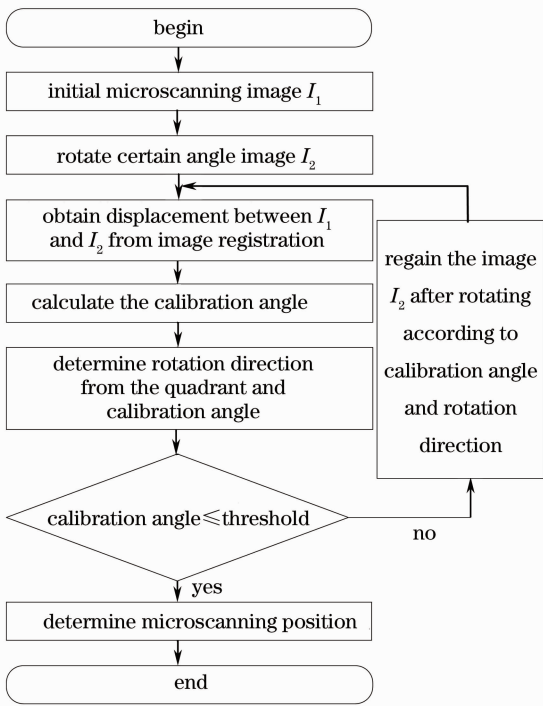 begin
initial microscanning image I₁
rotate certain angle image I₂
obtain displacement between I₁
and I₂ from image registration
calculate the calibration angle
determine rotation direction
from the quadrant and
calibration angle
calibration angle⩽threshold
no
regain the image
I₂ after rotating
according to
calibration angle
and rotation
direction
yes
determine microscanning position
end